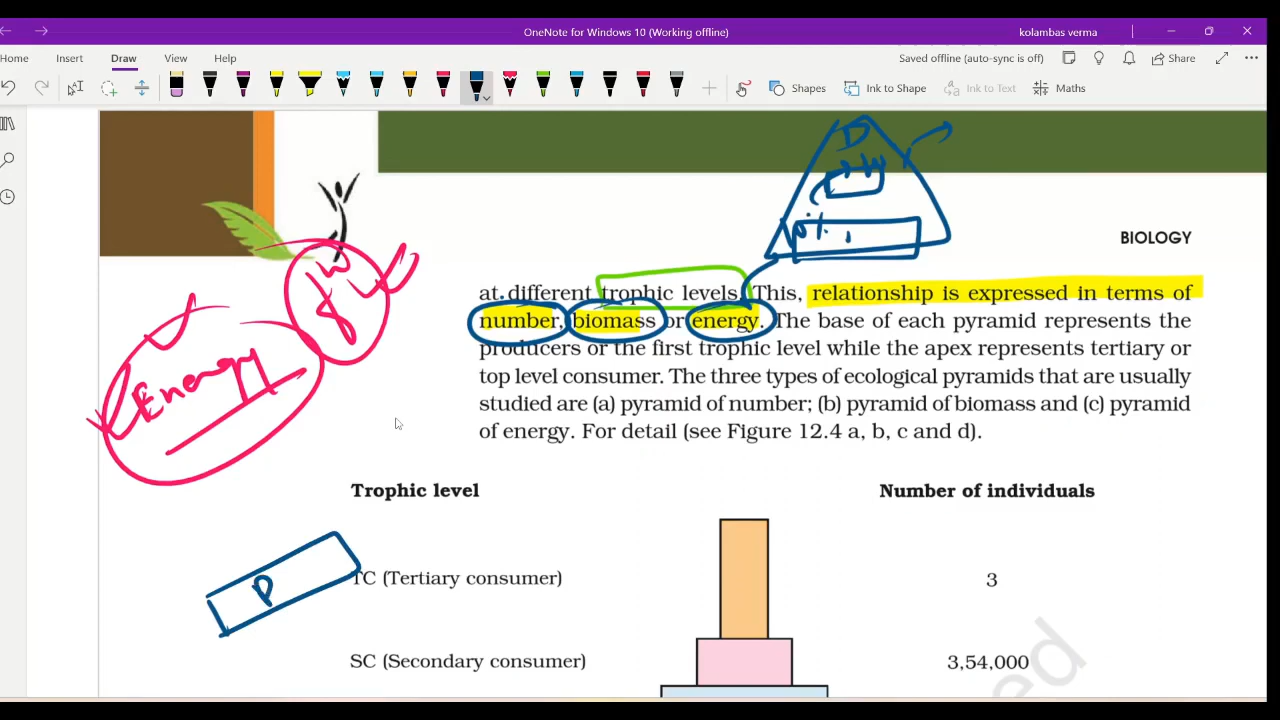 OneNote for Windows 10 (Working offline)
kolambas verma
Home Insert Draw View Help
Saved offline (auto-sync is off)
Share
Shapes
Ink to Shape
Ink to Text
Maths
BIOLOGY
at different trophic levels. This, relationship is expressed in terms of
number, biomass or energy. The base of each pyramid represents the
producers or the first trophic level while the apex represents tertiary or
top level consumer. The three types of ecological pyramids that are usually
studied are (a) pyramid of number; (b) pyramid of biomass and (c) pyramid
of energy. For detail (see Figure 12.4 a, b, c and d).
Energy
Trophic level
Number of individuals
P
TC (Tertiary consumer)
3
SC (Secondary consumer)
3,54,000